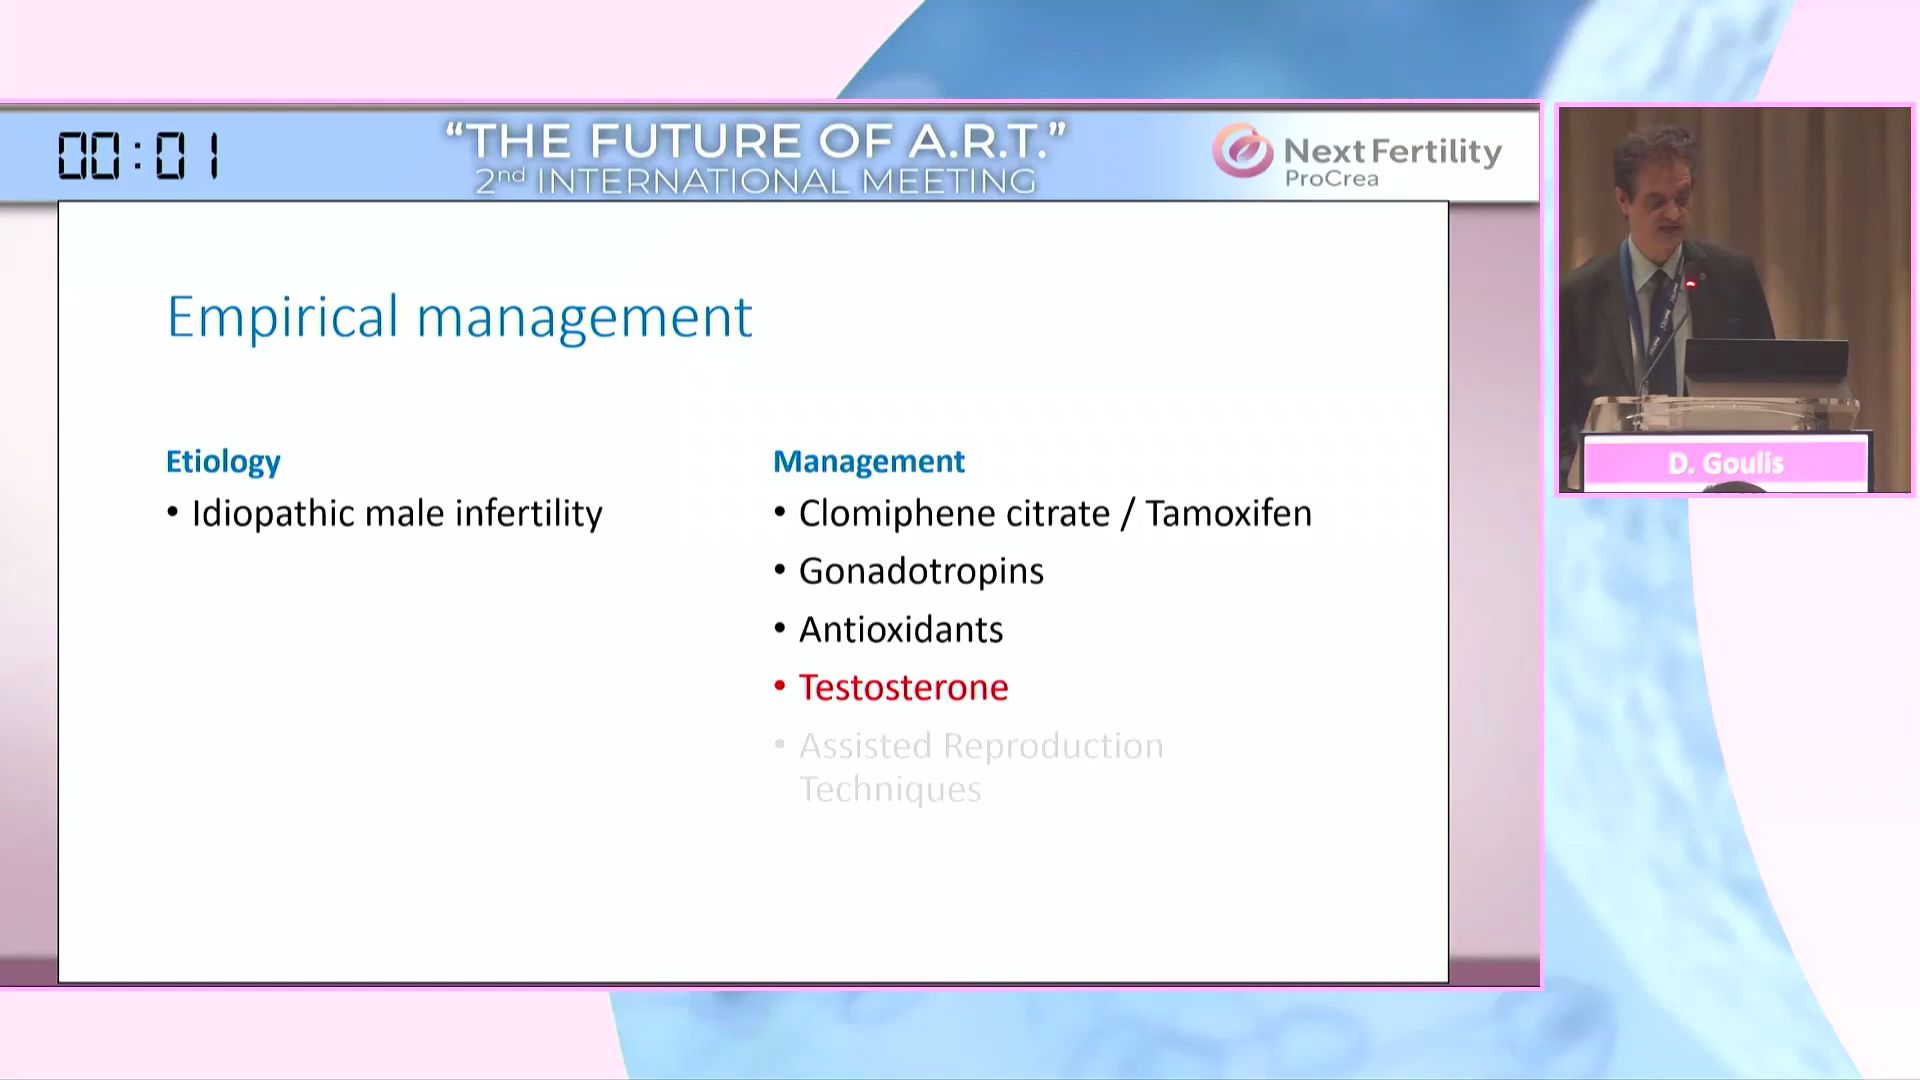 00:01
“THE FUTURE OF A.R.T.”
2nd INTERNATIONAL MEETING
Next Fertility
ProCrea
Empirical management
Etiology
• Idiopathic male infertility
Management
• Clomiphene citrate / Tamoxifen
• Gonadotropins
• Antioxidants
• Testosterone
• Assisted Reproduction
Techniques
D. Goulis